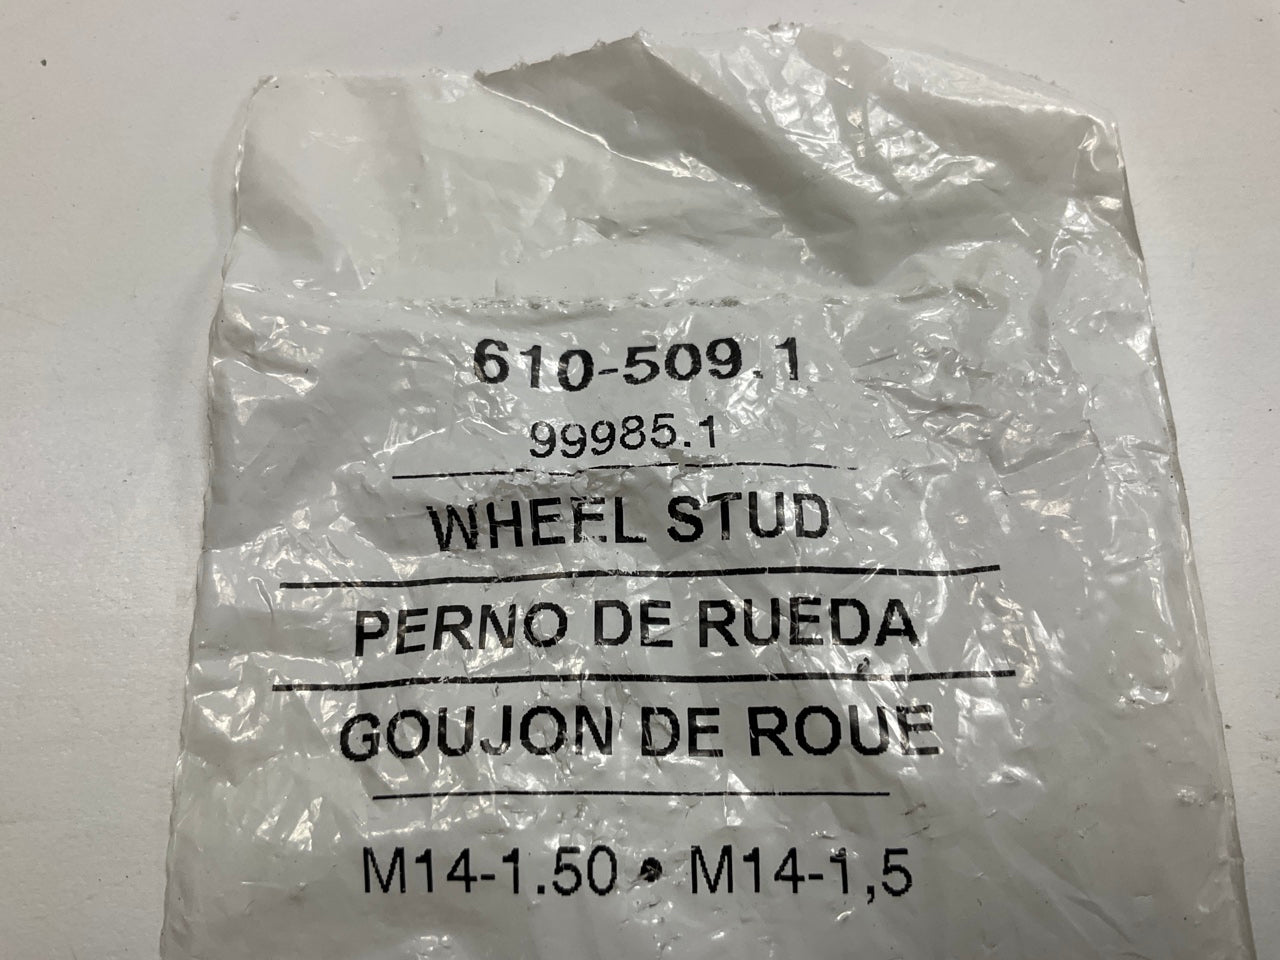 610-509.1
99985.1
WHEEL STUD
PERNO DE RUEDA
GOUJON DE ROUE
M14-1.50 • M14-1,5